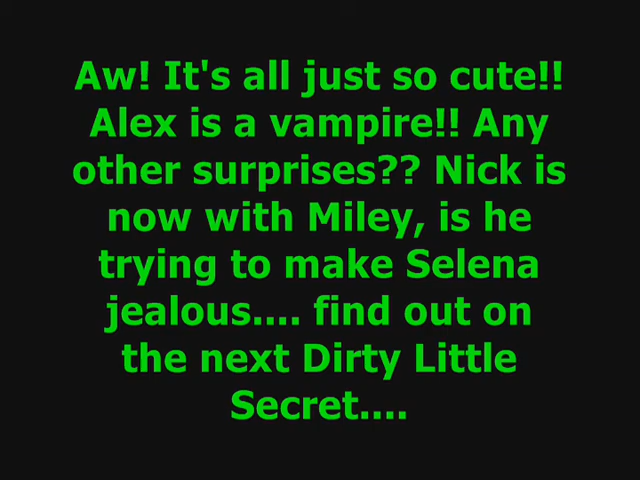 Aw! It's all just so cute!!
Alex is a vampire!! Any
other surprises?? Nick is
now with Miley, is he
trying to make Selena
jealous.... find out on
the next Dirty Little
Secret....